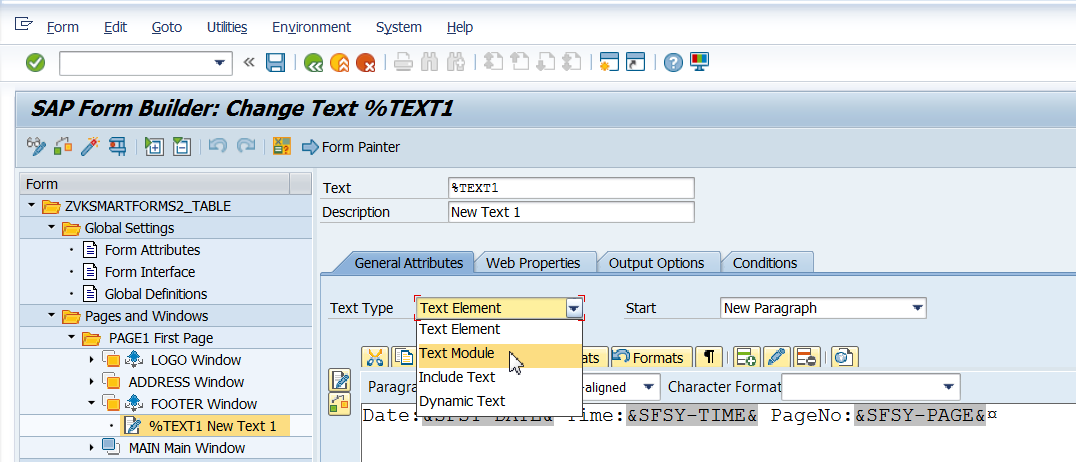 Form Edit Goto Utilities Environment System Help
SAP Form Builder: Change Text %TEXT1
Form Painter
Form
ZVKSMARTFORMS2_TABLE
Global Settings
Form Attributes
Form Interface
Global Definitions
Pages and Windows
PAGE1 First Page
LOGO Window
ADDRESS Window
FOOTER Window
%TEXT1 New Text 1
MAIN Main Window
Text %TEXT1
Description New Text 1
General Attributes Web Properties Output Options Conditions
Text Type Text Element Start New Paragraph
Text Element
Text Module
Include Text
Dynamic Text
Formats
¶
-aligned Character Format
Date: Time:&SFSY-TIME& PageNo:&SFSY-PAGE&¤